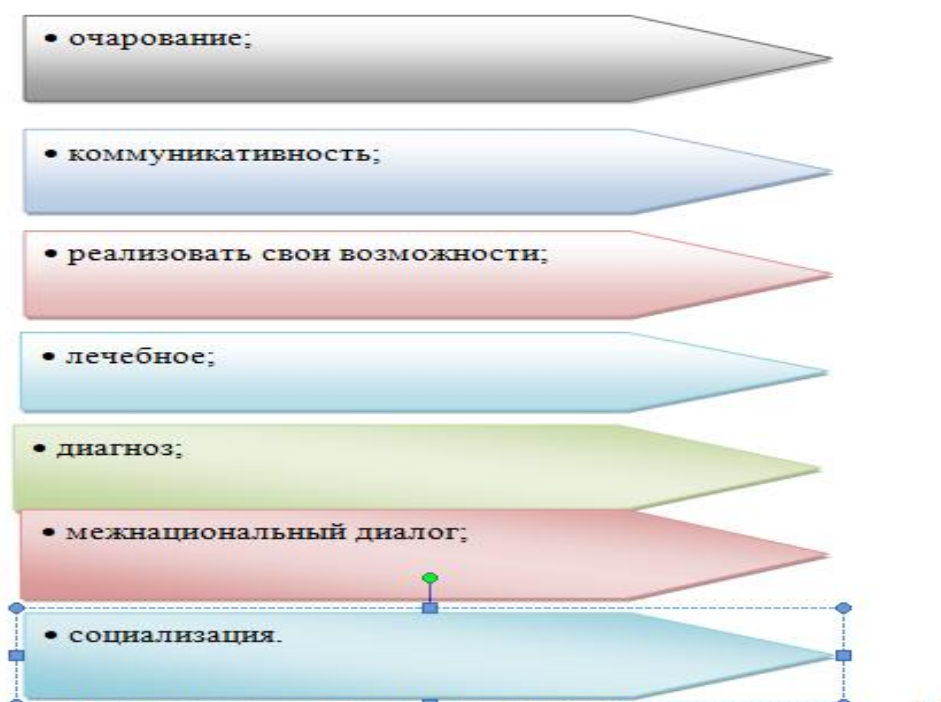 • очарование;
• коммуникативность;
• реализовать свои возможности;
• лечебное;
• диагноз;
• межнациональный диалог;
• социализация.